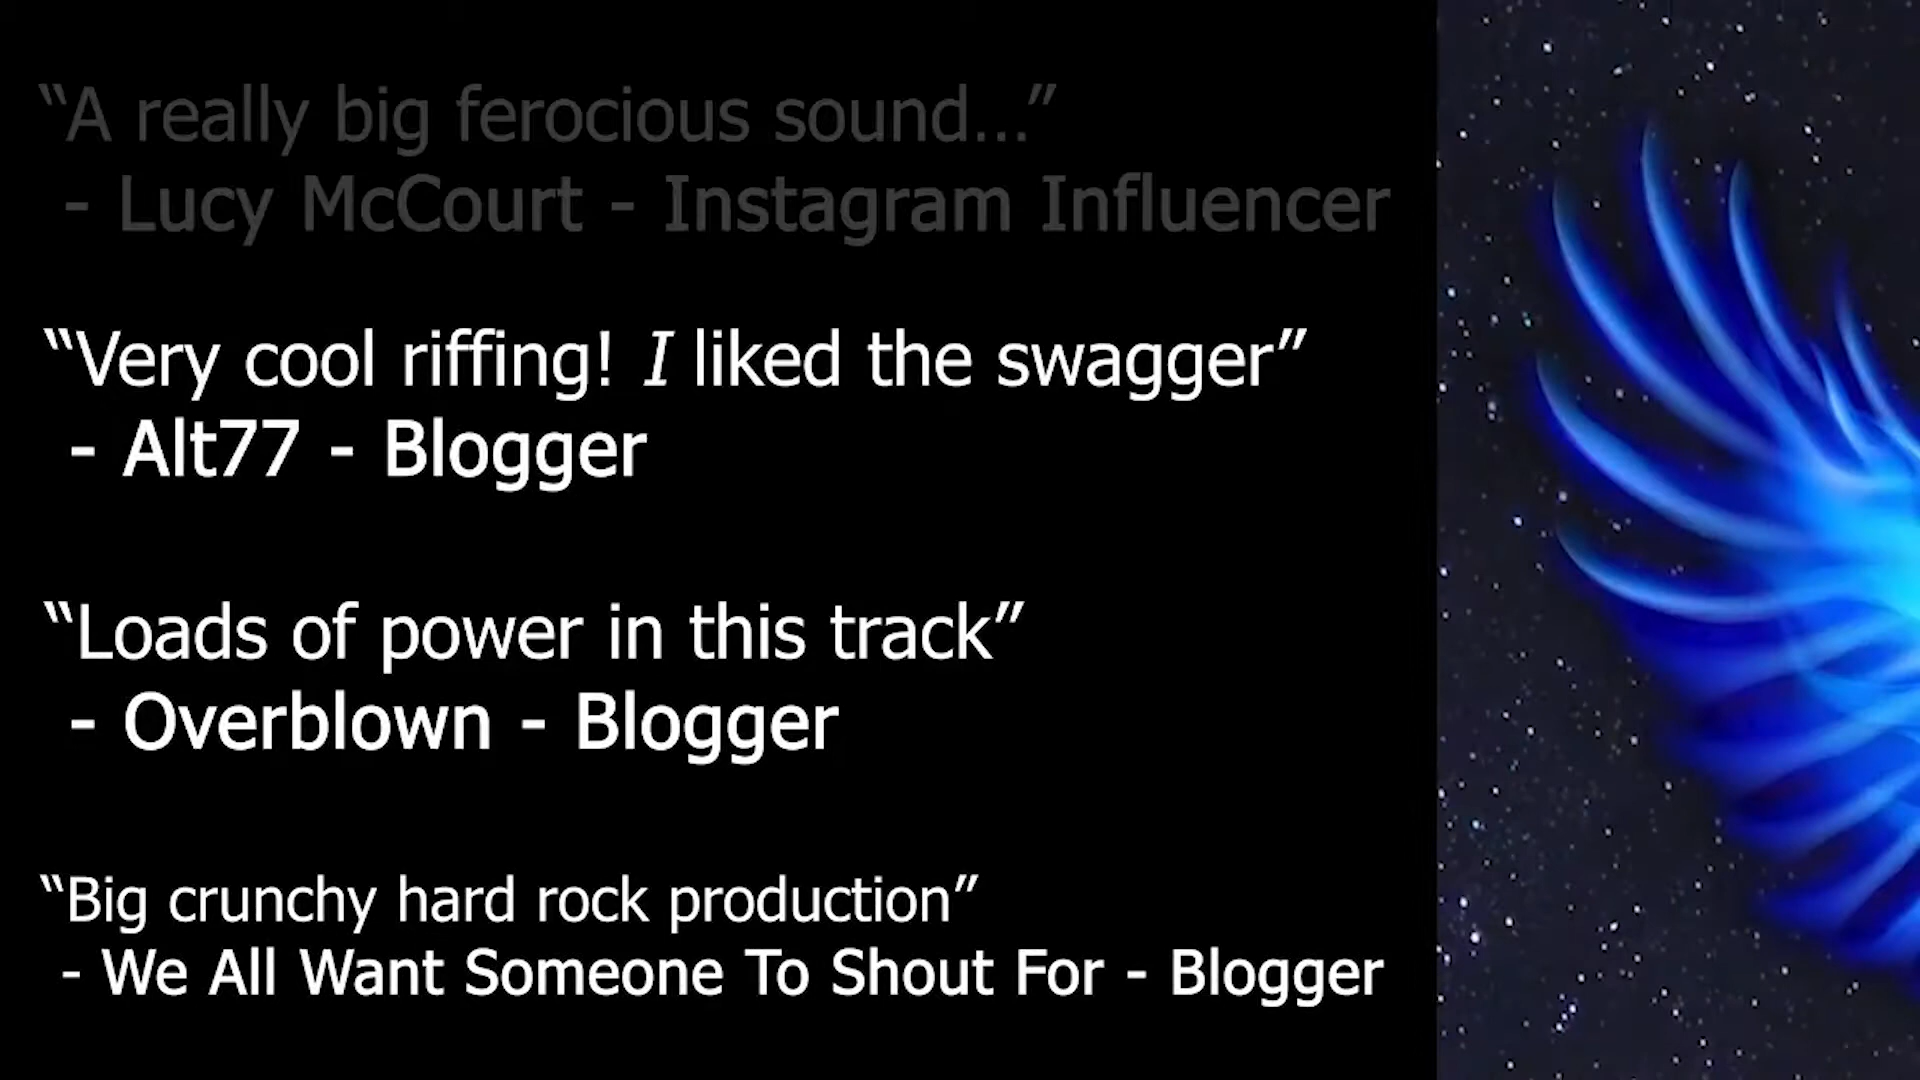 “A really big ferocious sound...”
- Lucy McCourt - Instagram Influencer
“Very cool riffing! I liked the swagger”
- Alt77 - Blogger
“Loads of power in this track”
- Overblown - Blogger
“Big crunchy hard rock production”
- We All Want Someone To Shout For - Blogger